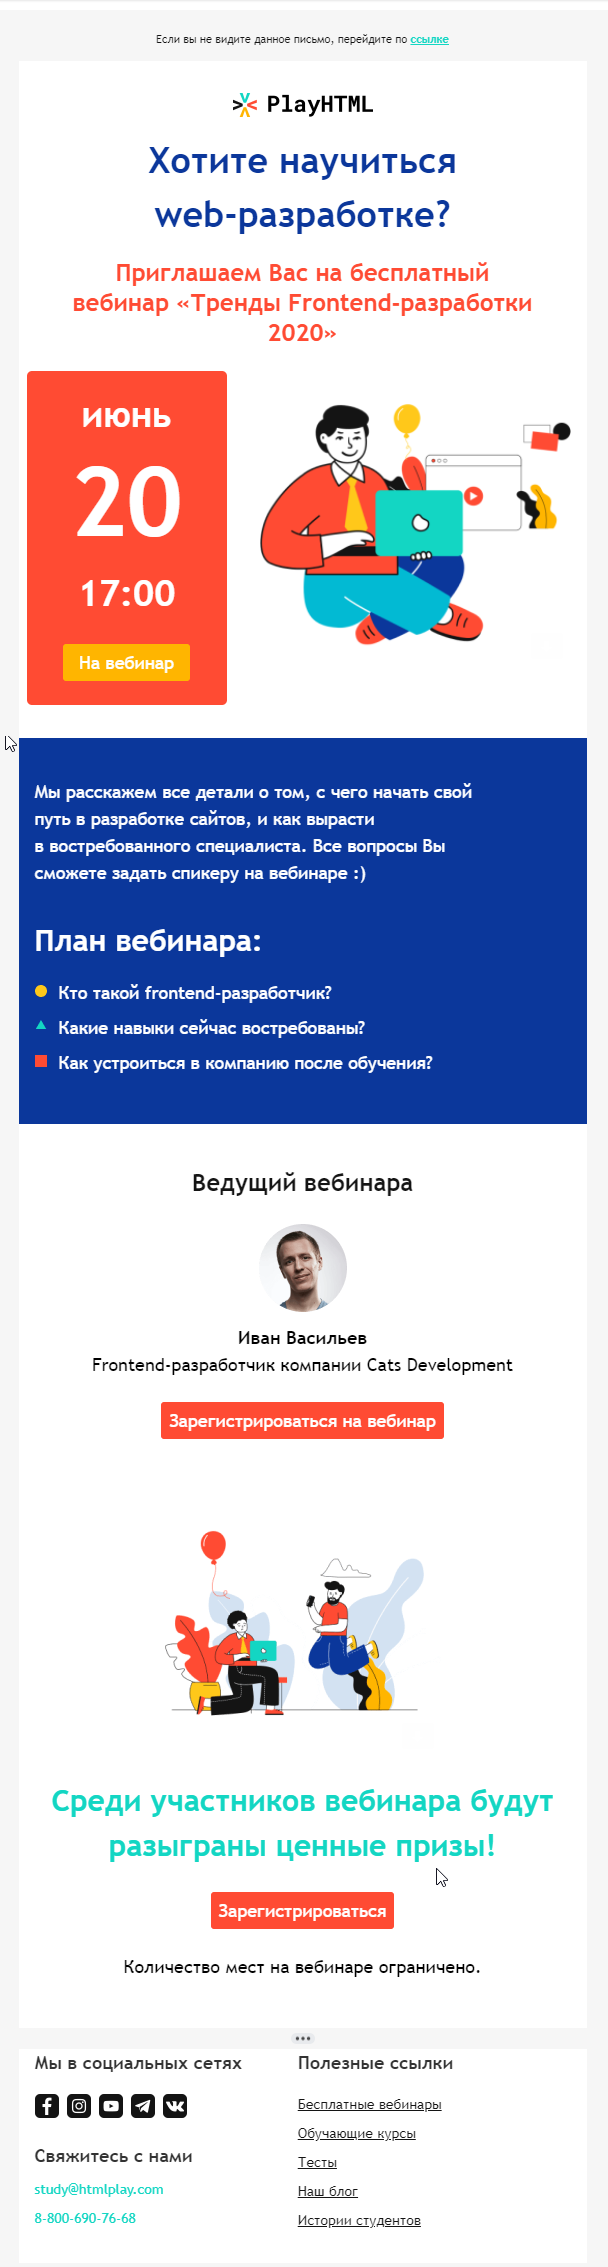 Если вы не видите данное письмо, перейдите по ссылке
PlayHTML
Хотите научиться
web-разработке?
Приглашаем Вас на бесплатный
вебинар «Тренды Frontend-разработки
2020»
июнь
20
17:00
На вебинар
Мы расскажем все детали о том, с чего начать свой
путь в разработке сайтов, и как вырасти
в востребованного специалиста. Все вопросы Вы
сможете задать спикеру на вебинаре :)
План вебинара:
Кто такой frontend-разработчик?
Какие навыки сейчас востребованы?
Как устроиться в компанию после обучения?
Ведущий вебинара
Иван Васильев
Frontend-разработчик компании Cats Development
Зарегистрироваться на вебинар
Среди участников вебинара будут
разыграны ценные призы!
Зарегистрироваться
Количество мест на вебинаре ограничено.
Мы в социальных сетях
Свяжитесь с нами
study@htmlplay.com
8-800-690-76-68
Полезные ссылки
Бесплатные вебинары
Обучающие курсы
Тесты
Наш блог
Истории студентов